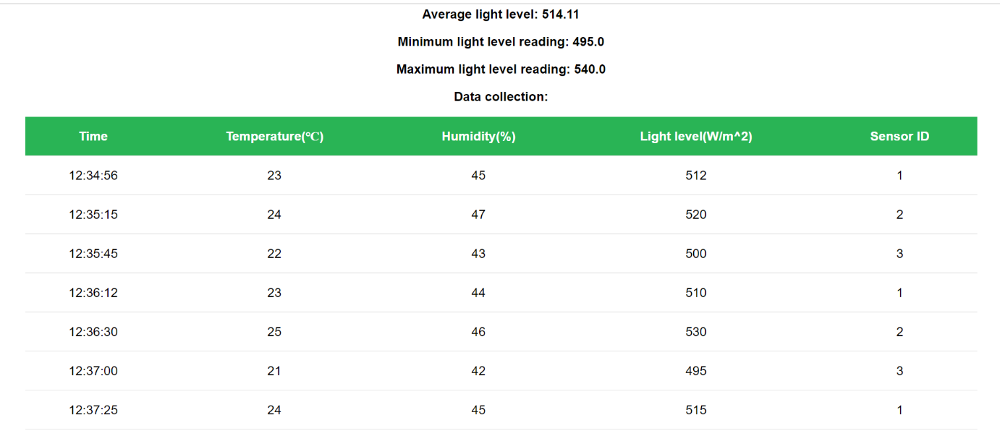 Average light level: 514.11
Minimum light level reading: 495.0
Maximum light level reading: 540.0
Data collection:
Time Temperature(°C) Humidity(%) Light level(W/m^2) Sensor ID
12:34:56 23 45 512 1
12:35:15 24 47 520 2
12:35:45 22 43 500 3
12:36:12 23 44 510 1
12:36:30 25 46 530 2
12:37:00 21 42 495 3
12:37:25 24 45 515 1